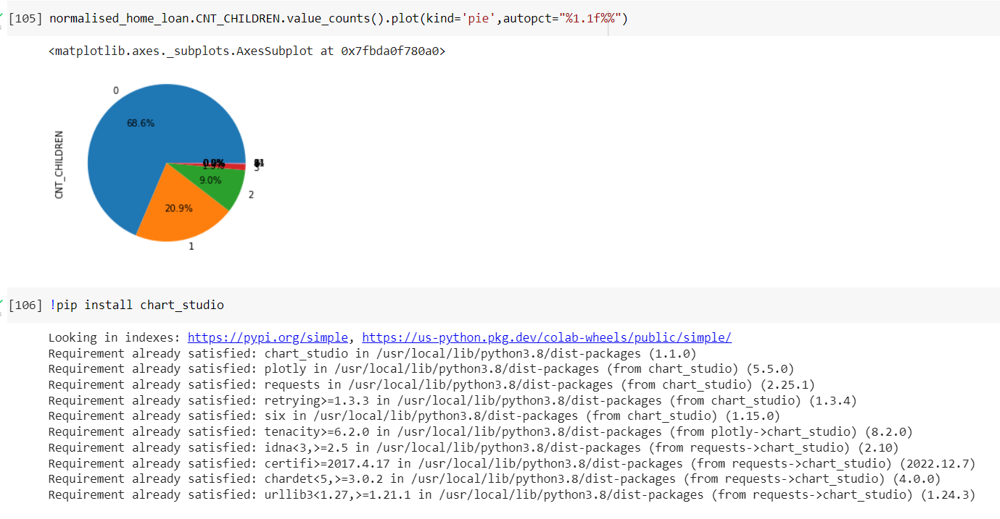 [105] normalised_home_loan.CNT_CHILDREN.value_counts().plot(kind='pie',autopct="%1.1f%%")
<matplotlib.axes._subplots.AxesSubplot at 0x7fbda0f780a0>
0
68.6%
CNT_CHILDREN
9.0%
2
20.9%
1
[106] !pip install chart_studio
Looking in indexes: https://pypi.org/simple, https://us-python.pkg.dev/colab-wheels/public/simple/
Requirement already satisfied: chart_studio in /usr/local/lib/python3.8/dist-packages (1.1.0)
Requirement already satisfied: plotly in /usr/local/lib/python3.8/dist-packages (from chart_studio) (5.5.0)
Requirement already satisfied: requests in /usr/local/lib/python3.8/dist-packages (from chart_studio) (2.25.1)
Requirement already satisfied: retrying>=1.3.3 in /usr/local/lib/python3.8/dist-packages (from chart_studio) (1.3.4)
Requirement already satisfied: six in /usr/local/lib/python3.8/dist-packages (from chart_studio) (1.15.0)
Requirement already satisfied: tenacity>=6.2.0 in /usr/local/lib/python3.8/dist-packages (from plotly->chart_studio) (8.2.0)
Requirement already satisfied: idna<3,>=2.5 in /usr/local/lib/python3.8/dist-packages (from requests->chart_studio) (2.10)
Requirement already satisfied: certifi>=2017.4.17 in /usr/local/lib/python3.8/dist-packages (from requests->chart_studio) (2022.12.7)
Requirement already satisfied: chardet<5,>=3.0.2 in /usr/local/lib/python3.8/dist-packages (from requests->chart_studio) (4.0.0)
Requirement already satisfied: urllib3<1.27,>=1.21.1 in /usr/local/lib/python3.8/dist-packages (from requests->chart_studio) (1.24.3)